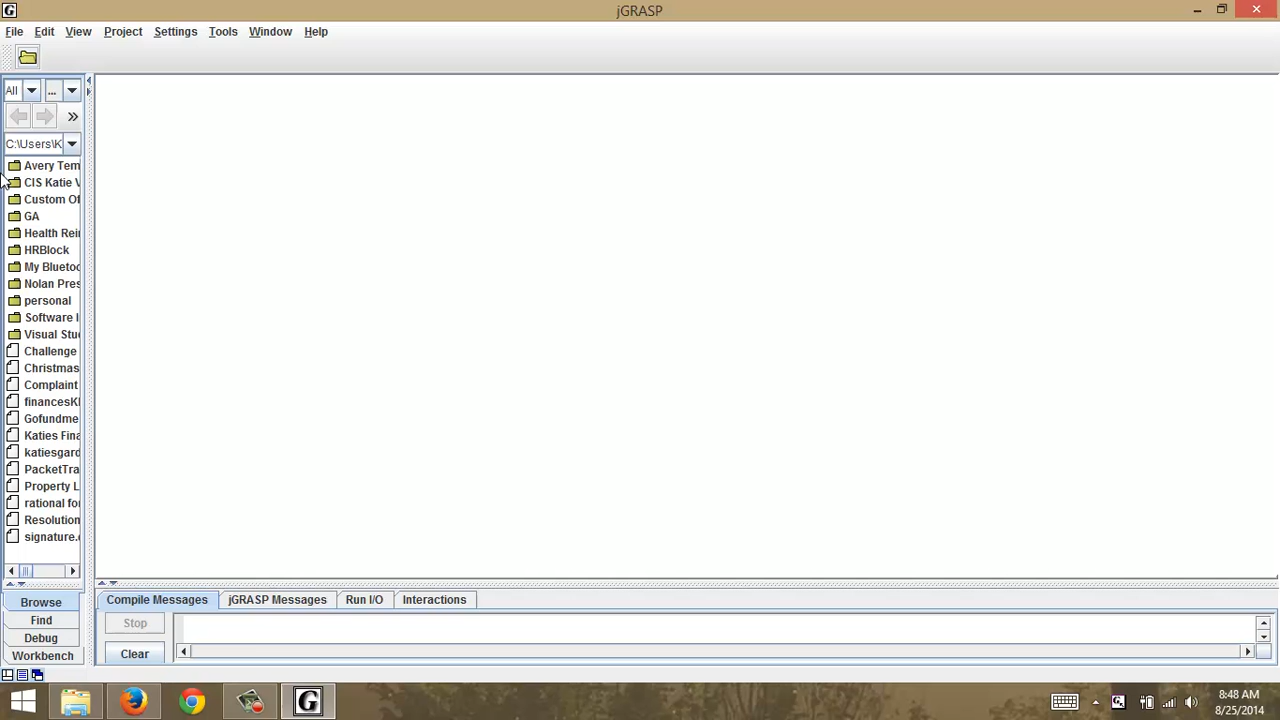 G
jGRASP
File Edit View Project Settings Tools Window Help
All ...
»
C:\Users\K
Avery Tem
CIS Katie V
Custom Of
GA
Health Rei
HRBlock
My Bluetoo
Nolan Pres
personal
Software I
Visual Stu
Challenge
Christmas
Complaint
financesK
Gofundme
Katies Fina
katiesgard
PacketTra
Property L
rational for
Resolution
signature.
Browse
Find
Debug
Workbench
Compile Messages jGRASP Messages Run I/O Interactions
Stop
Clear
G
8:48 AM
8/25/2014